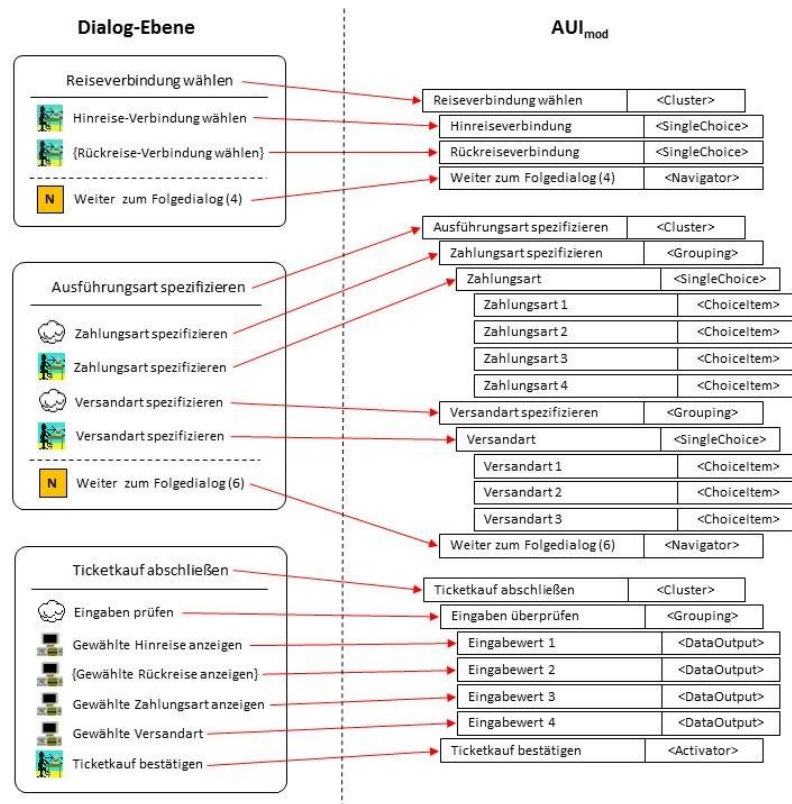 Dialog-Ebene
AUImod
Reiseverbindung wählen
Hinreise-Verbindung wählen
{Rückreise-Verbindung wählen}
N Weiter zum Folgedialog (4)
Reiseverbindung wählen <Cluster>
Hinreiseverbindung <SingleChoice>
Rückreiseverbindung <SingleChoice>
Weiter zum Folgedialog (4) <Navigator>
Ausführungsart spezifizieren
Zahlungsart spezifizieren
Zahlungsart spezifizieren
Versandart spezifizieren
Versandart spezifizieren
N Weiter zum Folgedialog (6)
Ausführungsart spezifizieren <Cluster>
Zahlungsart spezifizieren <Grouping>
Zahlungsart <SingleChoice>
Zahlungsart 1 <ChoiceItem>
Zahlungsart 2 <ChoiceItem>
Zahlungsart 3 <ChoiceItem>
Zahlungsart 4 <ChoiceItem>
Versandart spezifizieren <Grouping>
Versandart <SingleChoice>
Versandart 1 <ChoiceItem>
Versandart 2 <ChoiceItem>
Versandart 3 <ChoiceItem>
Weiter zum Folgedialog (6) <Navigator>
Ticketkauf abschließen
Eingaben prüfen
Gewählte Hinreise anzeigen
{Gewählte Rückreise anzeigen}
Gewählte Zahlungsart anzeigen
Gewählte Versandart
Ticketkauf bestätigen
Ticketkauf abschließen <Cluster>
Eingaben überprüfen <Grouping>
Eingabewert 1 <DataOutput>
Eingabewert 2 <DataOutput>
Eingabewert 3 <DataOutput>
Eingabewert 4 <DataOutput>
Ticketkauf bestätigen <Activator>